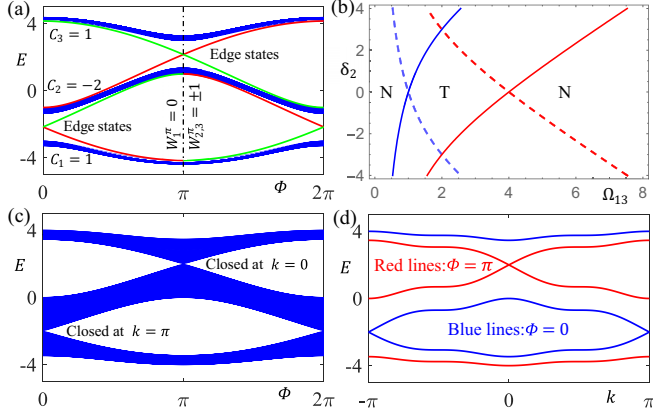 (a)
4
C₃ = 1
E
Edge states
0
C₂ = −2
W₁^π = 0
W₂,₃^π = ±1
Edge states
C₁ = 1
-4
0
π
Φ
2π
(b)
4
2
δ₂
N
T
N
0
-2
-4
0
2
4
6
Ω₁₃
8
(c)
4
E
Closed at k = 0
0
Closed at k = π
-4
0
π
Φ
2π
(d)
4
E
Red lines:Φ = π
0
Blue lines:Φ = 0
-4
-π
0
k
π